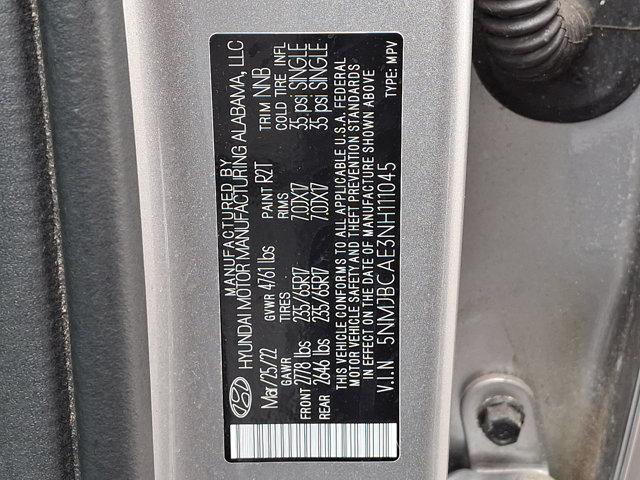 MANUFACTURED BY
HYUNDAI MOTOR MANUFACTURING ALABAMA, LLC
Mar/25/22 GVWR 4761 lbs PAINT R2T TRIM NNB
GAWR TIRES RIMS COLD TIRE INFL
FRONT 2778 lbs 235/65R17 7.0JX17 35 psi SINGLE
REAR 2646 lbs 235/65R17 7.0JX17 35 psi SINGLE
THIS VEHICLE CONFORMS TO ALL APPLICABLE U.S.A. FEDERAL
MOTOR VEHICLE SAFETY AND THEFT PREVENTION STANDARDS
IN EFFECT ON THE DATE OF MANUFACTURE SHOWN ABOVE
V.I.N 5NMJBCAE3NH111045 TYPE: MPV